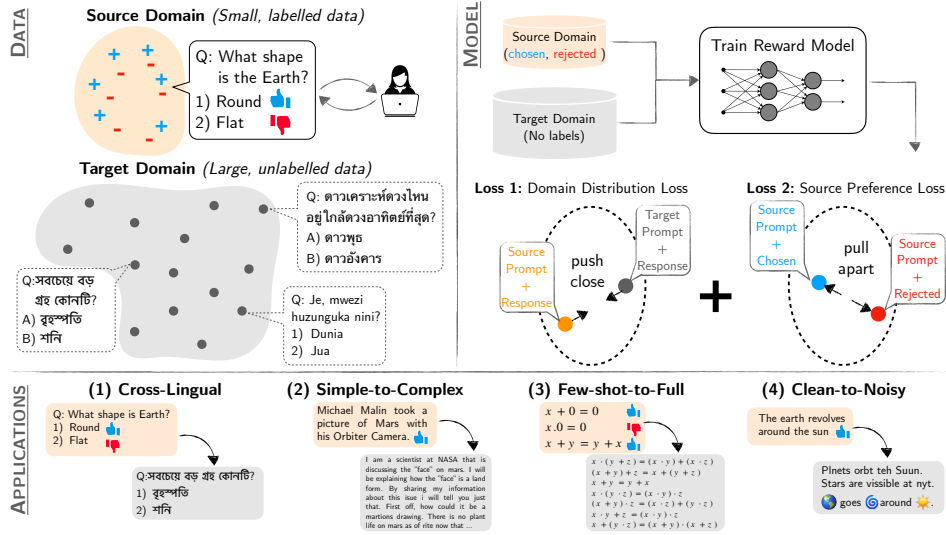 DATA
Source Domain (Small, labelled data)
Q: What shape
is the Earth?
1) Round
2) Flat
Target Domain (Large, unlabelled data)
Q: ดาวเคราะห์ดวงไหน
อยู่ใกล้ดวงอาทิตย์ที่สุด?
A) ดาวพุธ
B) ดาวอังคาร
Q:সবচেয়ে বড়
গ্রহ কোনটি?
A) বৃহস্পতি
B) শনি
Q: Je, mwezi
huzunguka nini?
1) Dunia
2) Jua
MODEL
Source Domain
(chosen, rejected )
Target Domain
(No labels)
Train Reward Model
Loss 1: Domain Distribution Loss
Source
Prompt
+
Response
push
close
Target
Prompt
+
Response
+
Loss 2: Source Preference Loss
Source
Prompt
+
Chosen
pull
apart
Source
Prompt
+
Rejected
APPLICATIONS
(1) Cross-Lingual
Q: What shape is Earth?
1) Round
2) Flat
Q:সবচেয়ে বড় গ্রহ কোনটি?
1) বৃহস্পতি
2) শনি
(2) Simple-to-Complex
Michael Malin took a
picture of Mars with
his Orbiter Camera.
I am a scientist at NASA that is
discussing the "face" on mars. I will
be explaining how the "face" is a land
form. By sharing my information
about this isue i will tell you just
that. First off, how could it be a
martions drawing. There is no plant
life on mars as of rite now that ...
(3) Few-shot-to-Full
x + 0 = 0
x.0 = 0
x + y = y + x
x · (y + z) = (x · y) + (x · z)
(x + y) + z = x + (y + z)
x + y = y + x
x · (y · z) = (x · y) · z
(x + y) · z = (x · z) + (y · z)
x · y + z = (x · y) · z
x + (y · z) = (x + y) · (x + z)
(4) Clean-to-Noisy
The earth revolves
around the sun
Plnets orbt teh Suun.
Stars are vissible at nyt.
🌎 goes 🌀around ☀️.